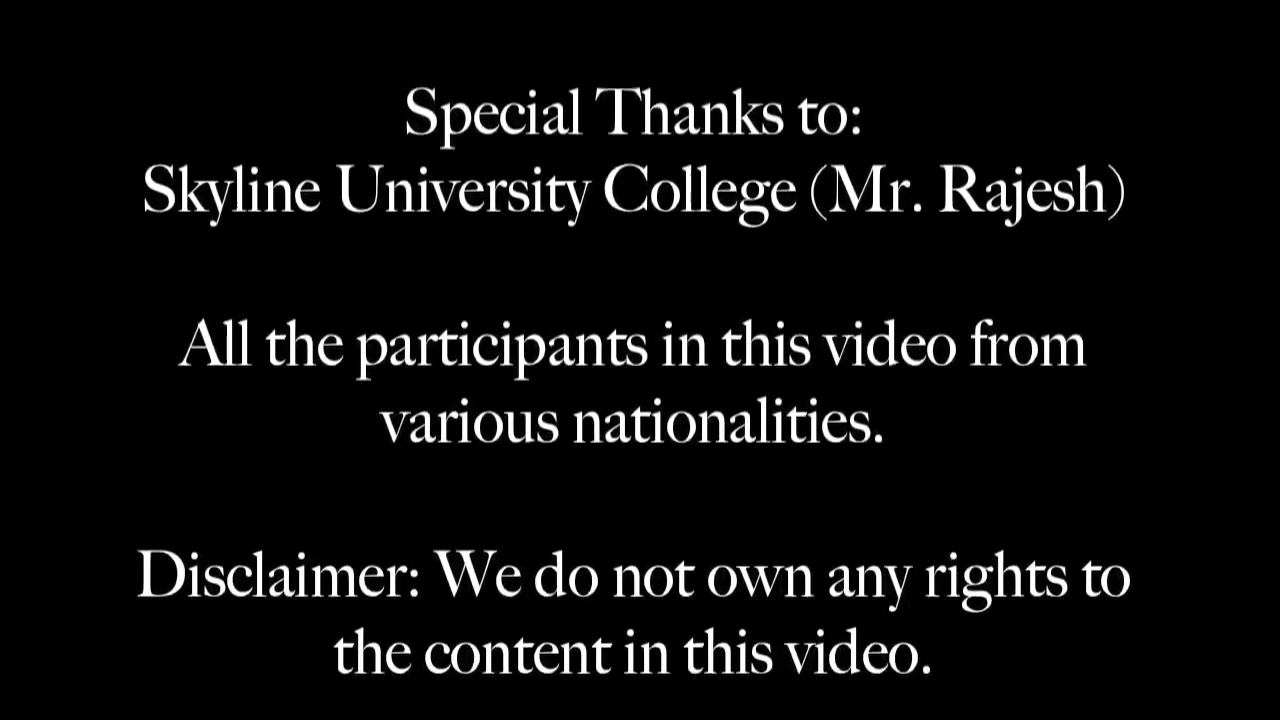 Special Thanks to:
Skyline University College (Mr. Rajesh)
All the participants in this video from
various nationalities.
Disclaimer: We do not own any rights to
the content in this video.